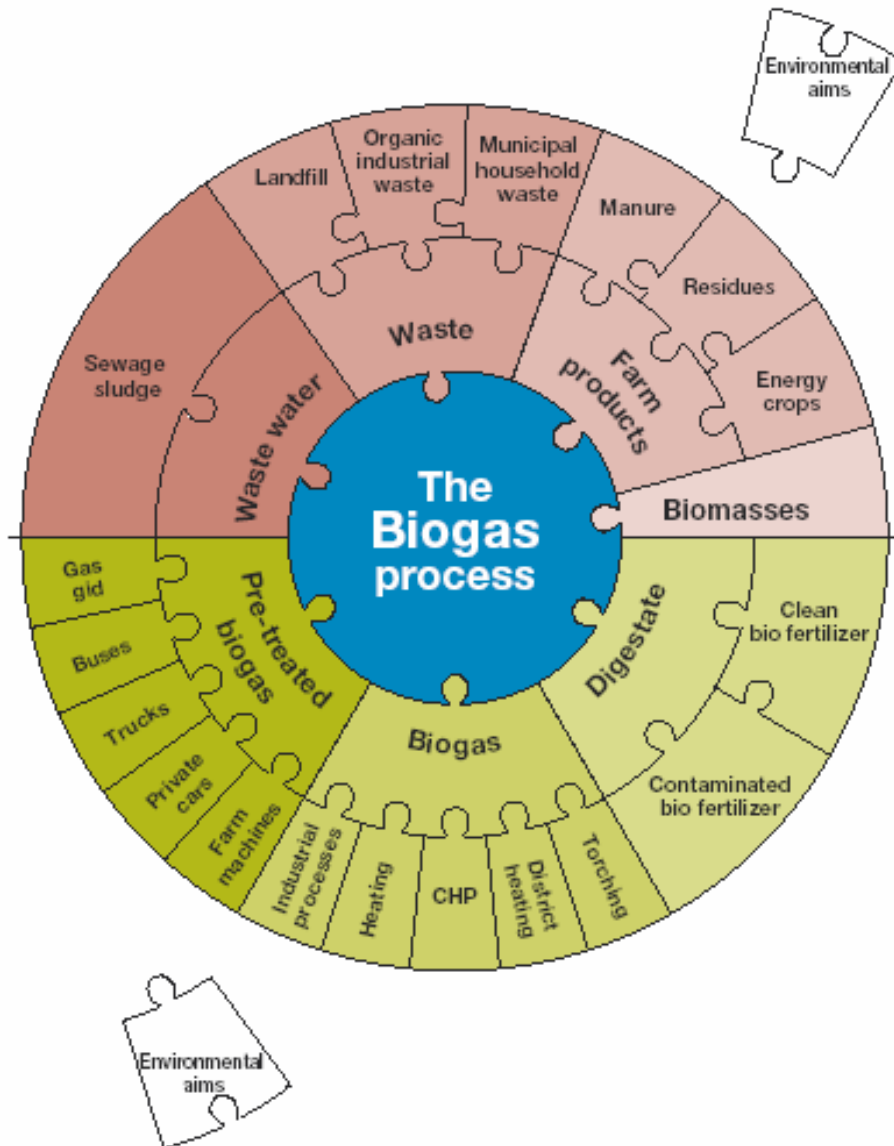 Environmental
aims
Landfill
Organic
industrial
waste
Municipal
household
waste
Manure
Residues
Energy
crops
Sewage
sludge
Waste water
Waste
Farm
products
Biomasses
The
Biogas
process
Gas
gid
Buses
Trucks
Private
cars
Farm
machines
Pre-treated
biogas
Biogas
Digestate
Clean
bio fertilizer
Contaminated
bio fertilizer
Industrial
processes
Heating
CHP
District
heating
Torching
Environmental
aims